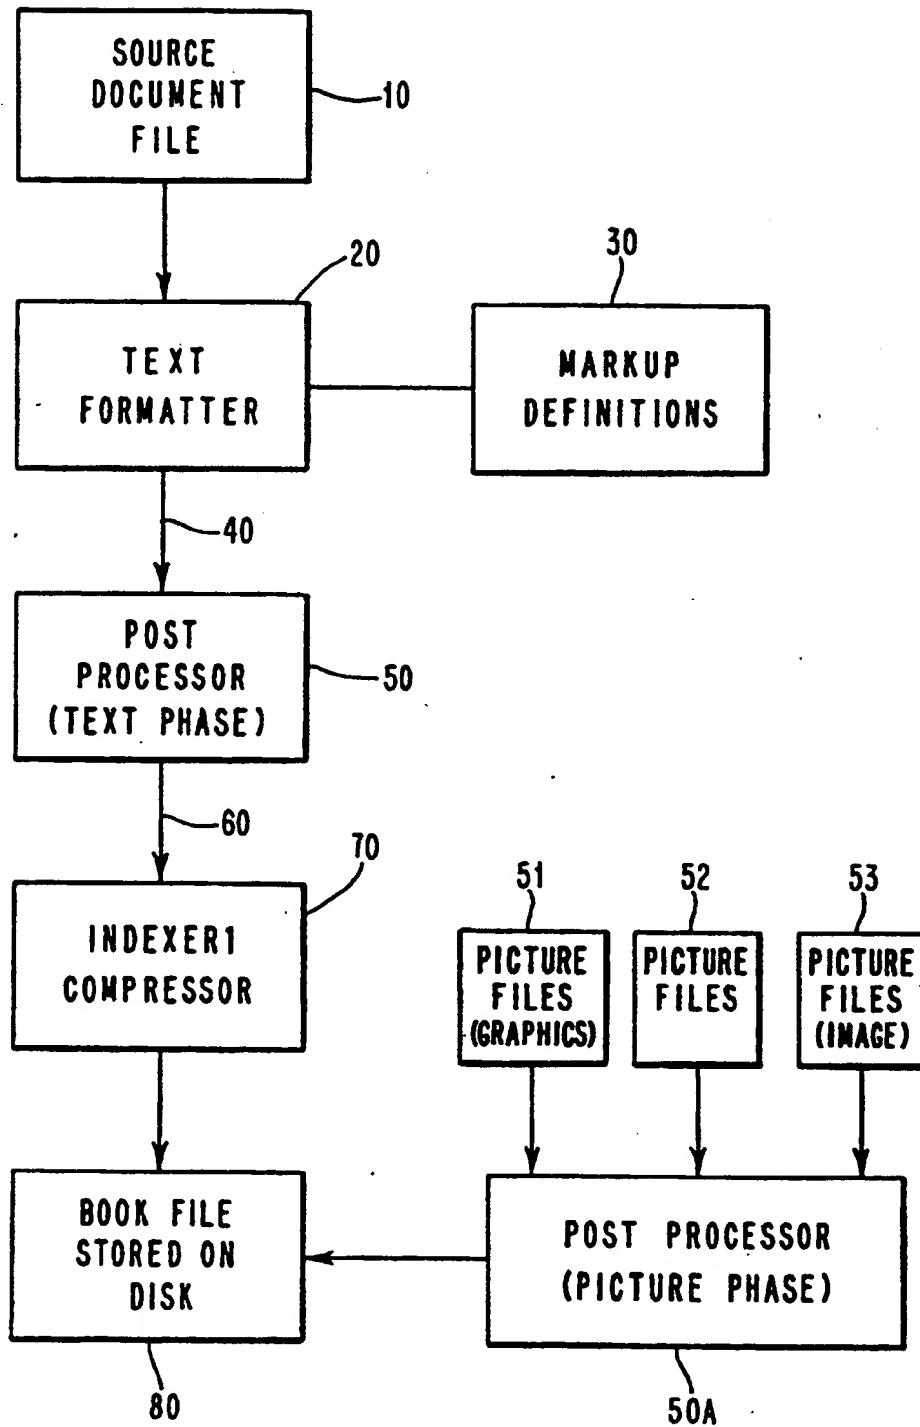 SOURCE
DOCUMENT
FILE
10
20
30
TEXT
FORMATTER
MARKUP
DEFINITIONS
40
POST
PROCESSOR
(TEXT PHASE)
50
60
70
INDEXER1
COMPRESSOR
51
52
53
PICTURE
FILES
(GRAPHICS)
PICTURE
FILES
PICTURE
FILES
(IMAGE)
BOOK FILE
STORED ON
DISK
POST PROCESSOR
(PICTURE PHASE)
80
50A